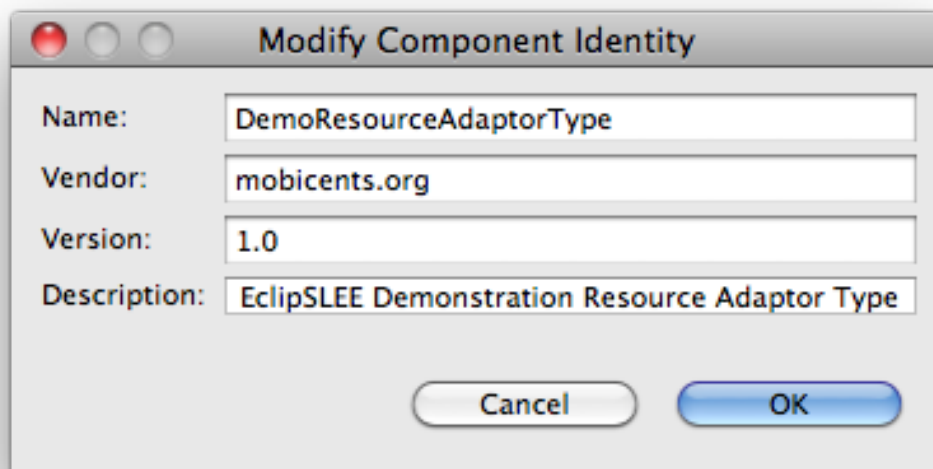 Modify Component Identity
Name: DemoResourceAdaptorType
Vendor: mobicents.org
Version: 1.0
Description: EclipSLEE Demonstration Resource Adaptor Type
Cancel OK